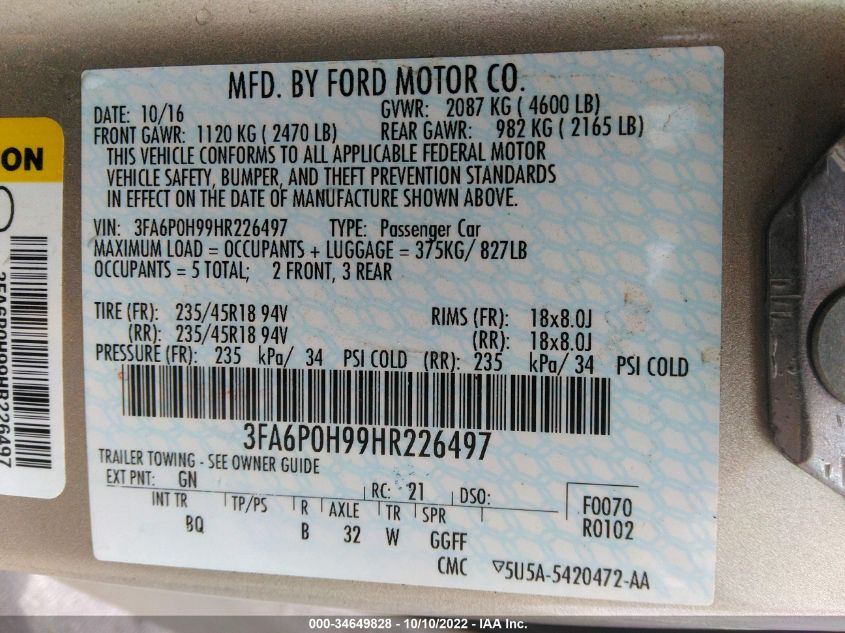 MFD. BY FORD MOTOR CO.
DATE: 10/16 GVWR: 2087 KG ( 4600 LB)
FRONT GAWR: 1120 KG ( 2470 LB) REAR GAWR: 982 KG ( 2165 LB)
THIS VEHICLE CONFORMS TO ALL APPLICABLE FEDERAL MOTOR
VEHICLE SAFETY, BUMPER, AND THEFT PREVENTION STANDARDS
IN EFFECT ON THE DATE OF MANUFACTURE SHOWN ABOVE.
VIN: 3FA6P0H99HR226497 TYPE: Passenger Car
MAXIMUM LOAD = OCCUPANTS + LUGGAGE = 375KG/ 827LB
OCCUPANTS = 5 TOTAL; 2 FRONT, 3 REAR
TIRE (FR): 235/45R18 94V RIMS (FR): 18x8.0J
(RR): 235/45R18 94V (RR): 18x8.0J
PRESSURE (FR): 235 kPa/ 34 PSI COLD (RR): 235 kPa/ 34 PSI COLD
3FA6P0H99HR226497
TRAILER TOWING - SEE OWNER GUIDE
EXT PNT: GN RC: 21 DSO: F0070
INT TR TP/PS R AXLE TR SPR R0102
BQ B 32 W GGFF
CMC ▽5U5A-5420472-AA
ON
3FA6P0H99HR226497
000-34649828 - 10/10/2022 - IAA Inc.